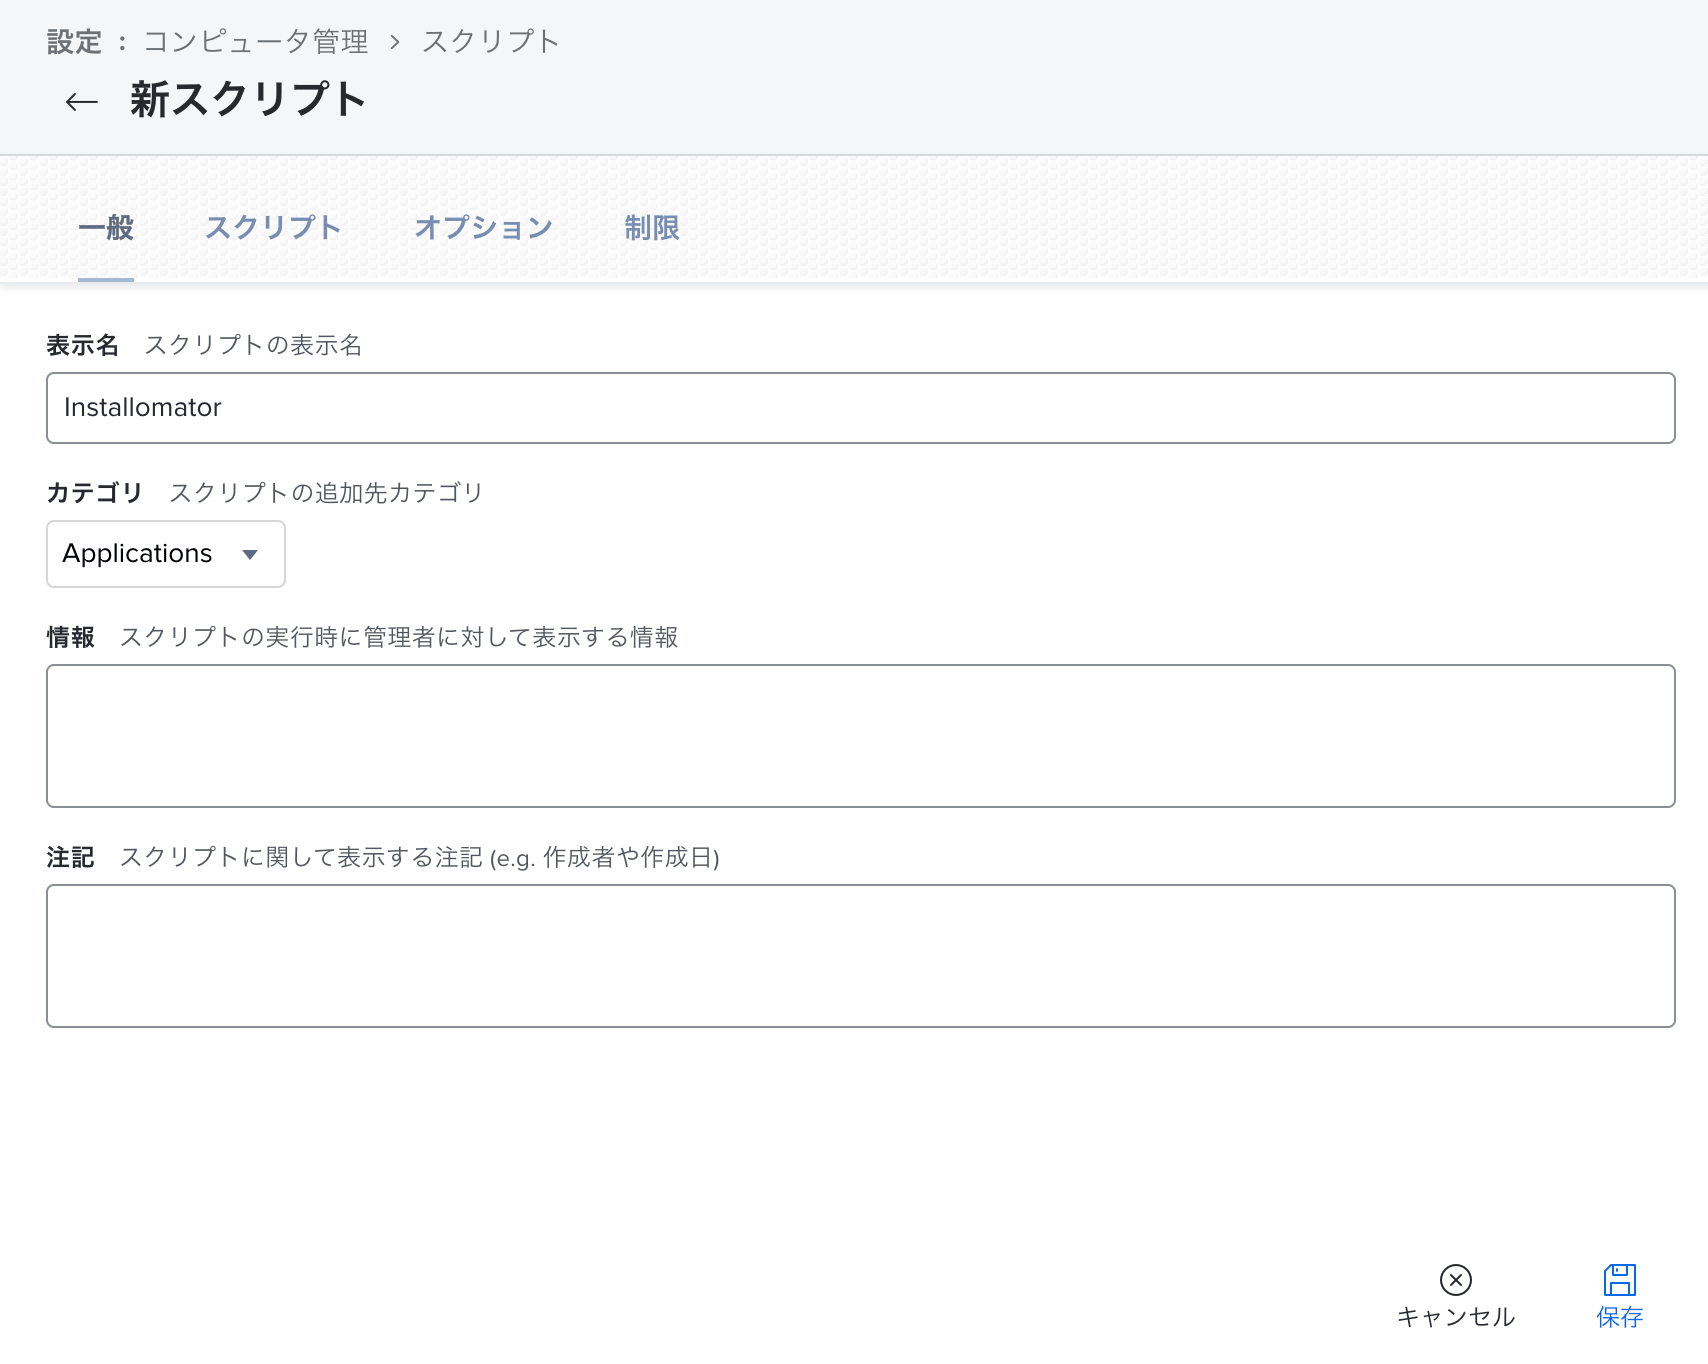 設定 : コンピュータ管理 > スクリプト
← 新スクリプト
一般 スクリプト オプション 制限
表示名 スクリプトの表示名
Installomator
カテゴリ スクリプトの追加先カテゴリ
Applications
情報 スクリプトの実行時に管理者に対して表示する情報
注記 スクリプトに関して表示する注記 (e.g. 作成者や作成日)
キャンセル 保存